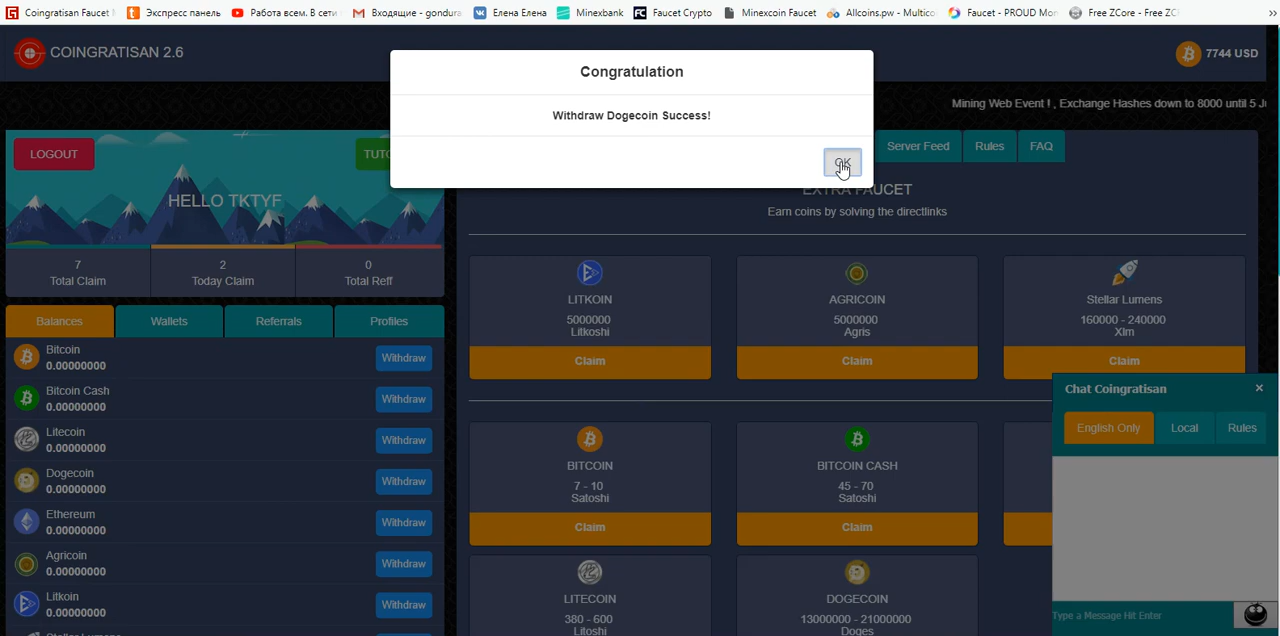 Coingratisan Faucet
Экспресс панель
Работа всем. В сети
Входящие - gondura
Елена Елена
Minexbank
Faucet Crypto
Minexcoin Faucet
Allcoins.pw - Multico
Faucet - PROUD Mon
Free ZCore - Free ZC
»
COINGRATISAN 2.6
7744 USD
Mining Web Event ! , Exchange Hashes down to 8000 until 5 J
Congratulation
Withdraw Dogecoin Success!
OK
LOGOUT
TUTO
HELLO TKTYF
7
Total Claim
2
Today Claim
0
Total Reff
Balances
Wallets
Referrals
Profiles
Bitcoin
0.00000000
Withdraw
Bitcoin Cash
0.00000000
Withdraw
Litecoin
0.00000000
Withdraw
Dogecoin
0.00000000
Withdraw
Ethereum
0.00000000
Withdraw
Agricoin
0.00000000
Withdraw
Litkoin
0.00000000
Withdraw
Server Feed
Rules
FAQ
EXTRA FAUCET
Earn coins by solving the directlinks
LITKOIN
5000000
Litkoshi
Claim
AGRICOIN
5000000
Agris
Claim
Stellar Lumens
160000 - 240000
Xlm
Claim
BITCOIN
7 - 10
Satoshi
Claim
BITCOIN CASH
45 - 70
Satoshi
Claim
LITECOIN
380 - 600
Litoshi
DOGECOIN
13000000 - 21000000
Doges
Chat Coingratisan
×
English Only
Local
Rules
Type a Message Hit Enter